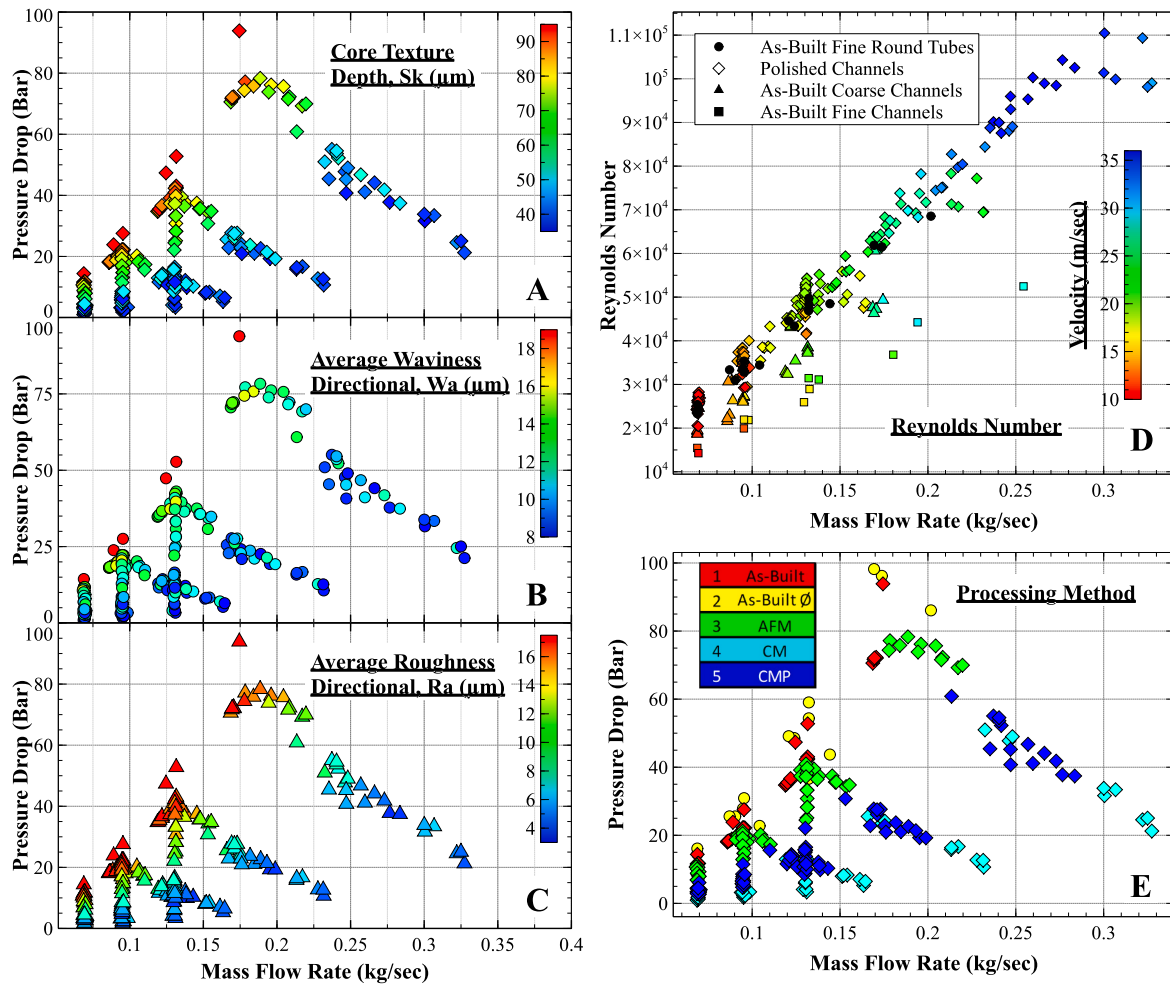 Pressure Drop (Bar)
100
80
60
40
20
0
Core Texture
Depth, Sk (µm)
90
80
70
60
50
40
A
Pressure Drop (Bar)
100
75
50
25
0
Average Waviness
Directional, Wa (µm)
18
16
14
12
10
8
B
Pressure Drop (Bar)
100
80
60
40
20
0
Average Roughness
Directional, Ra (µm)
16
14
12
10
8
6
4
C
0.1 0.15 0.2 0.25 0.3 0.35 0.4
Mass Flow Rate (kg/sec)
Reynolds Number
1.1×10⁵
10⁵
9×10⁴
8×10⁴
7×10⁴
6×10⁴
5×10⁴
4×10⁴
3×10⁴
2×10⁴
10⁴
As-Built Fine Round Tubes
Polished Channels
As-Built Coarse Channels
As-Built Fine Channels
Velocity (m/sec)
35
30
25
20
15
10
Reynolds Number
D
0.1 0.15 0.2 0.25 0.3
Mass Flow Rate (kg/sec)
Pressure Drop (Bar)
100
80
60
40
20
0
1 As-Built
2 As-Built Ø
3 AFM
4 CM
5 CMP
Processing Method
E
0.1 0.15 0.2 0.25 0.3
Mass Flow Rate (kg/sec)